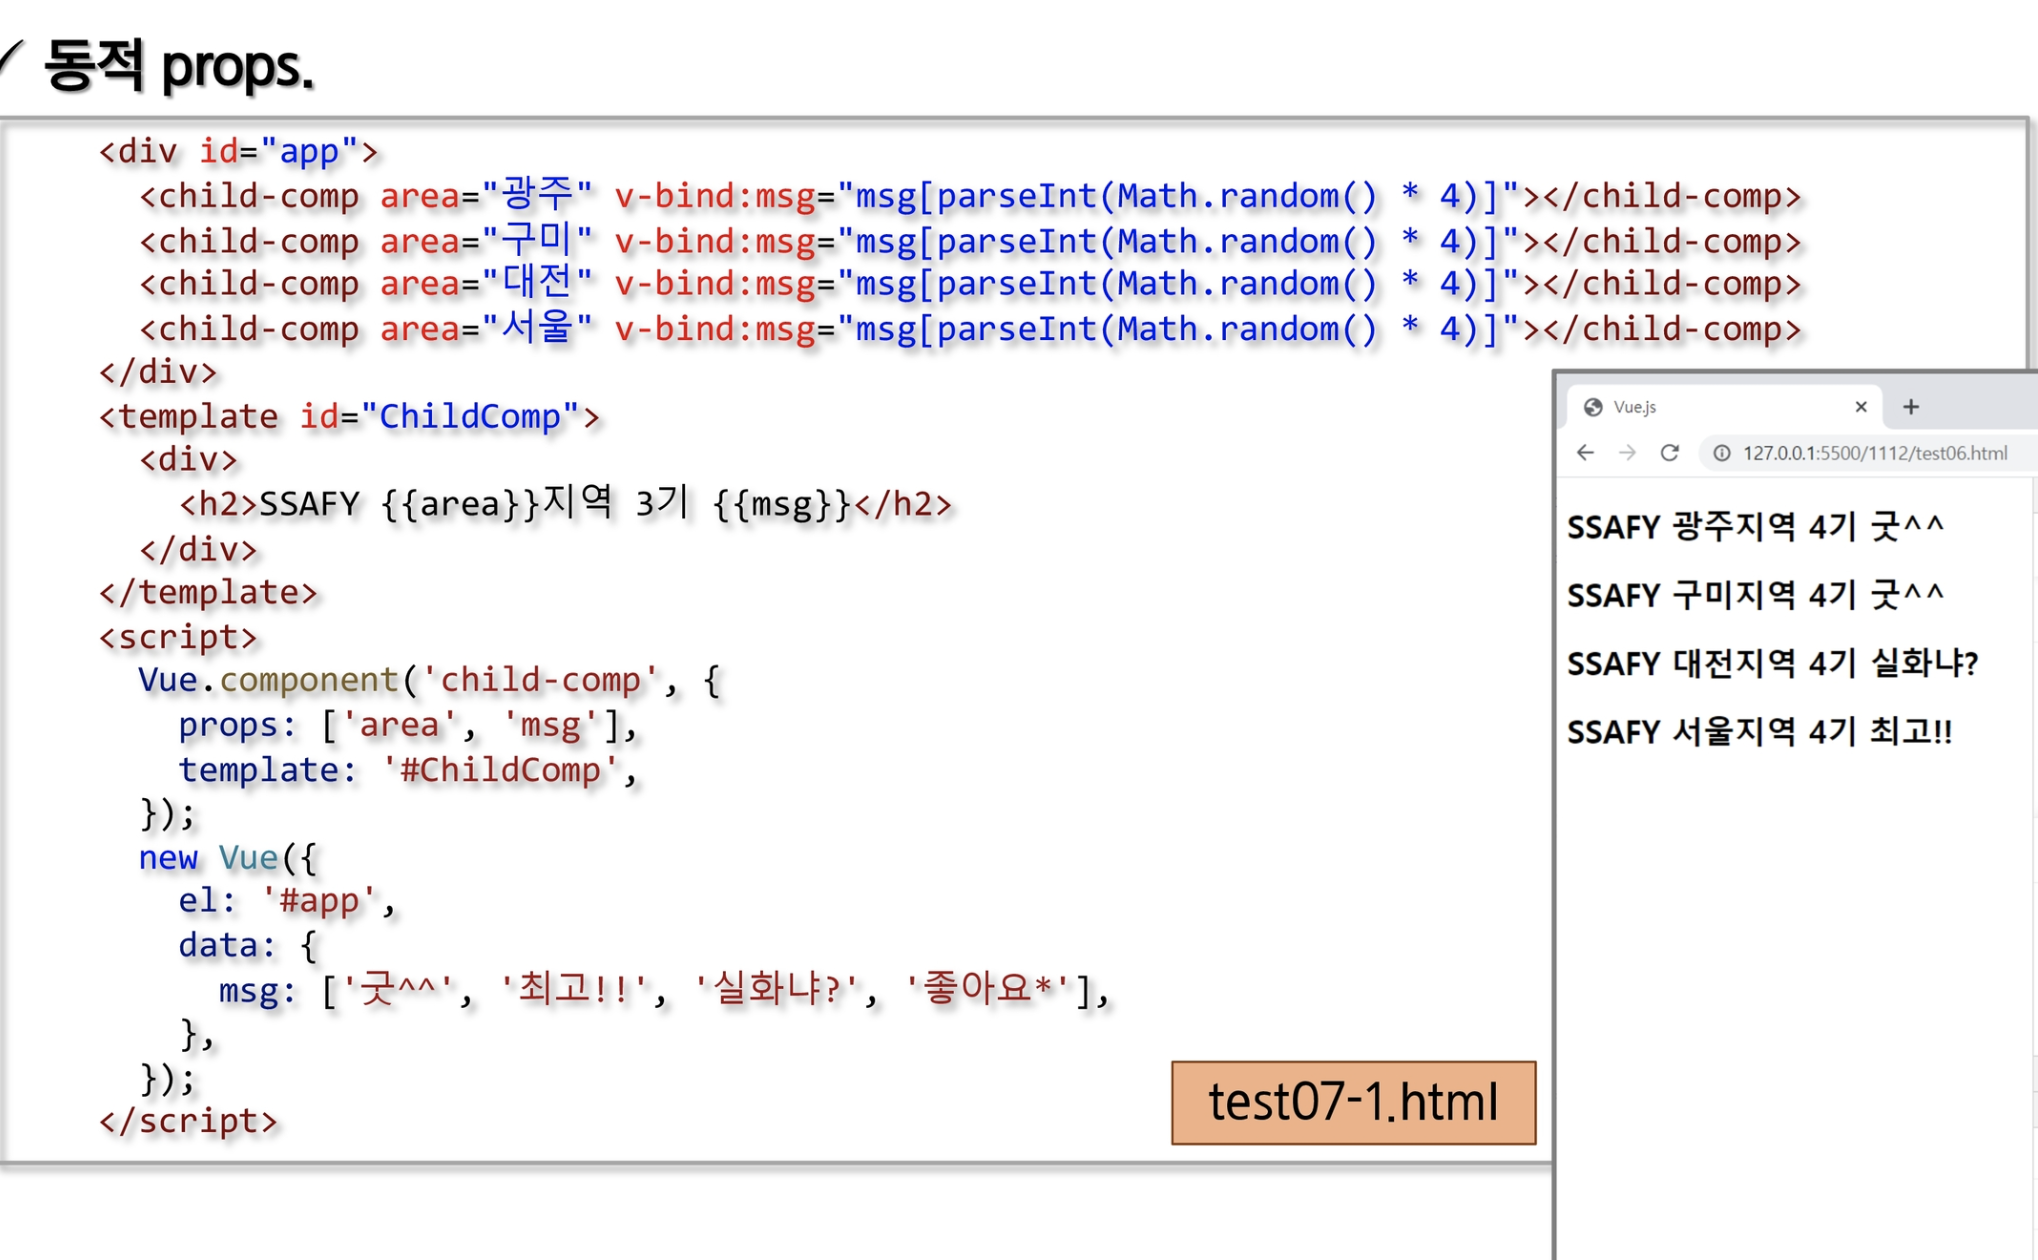 ✓ 동적 props.
<div id="app">
<child-comp area="광주" v-bind:msg="msg[parseInt(Math.random() * 4)]"></child-comp>
<child-comp area="구미" v-bind:msg="msg[parseInt(Math.random() * 4)]"></child-comp>
<child-comp area="대전" v-bind:msg="msg[parseInt(Math.random() * 4)]"></child-comp>
<child-comp area="서울" v-bind:msg="msg[parseInt(Math.random() * 4)]"></child-comp>
</div>
<template id="ChildComp">
<div>
<h2>SSAFY {{area}}지역 3기 {{msg}}</h2>
</div>
</template>
<script>
Vue.component('child-comp', {
props: ['area', 'msg'],
template: '#ChildComp',
});
new Vue({
el: '#app',
data: {
msg: ['굿^^', '최고!!', '실화냐?', '좋아요*'],
},
});
</script>
test07-1.html
Vue.js
127.0.0.1:5500/1112/test06.html
SSAFY 광주지역 4기 굿^^
SSAFY 구미지역 4기 굿^^
SSAFY 대전지역 4기 실화냐?
SSAFY 서울지역 4기 최고!!